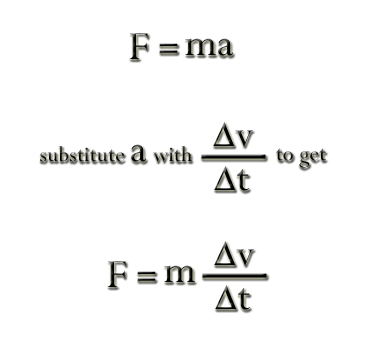 F = ma
substitute a with Δv/Δt to get
F = m Δv/Δt